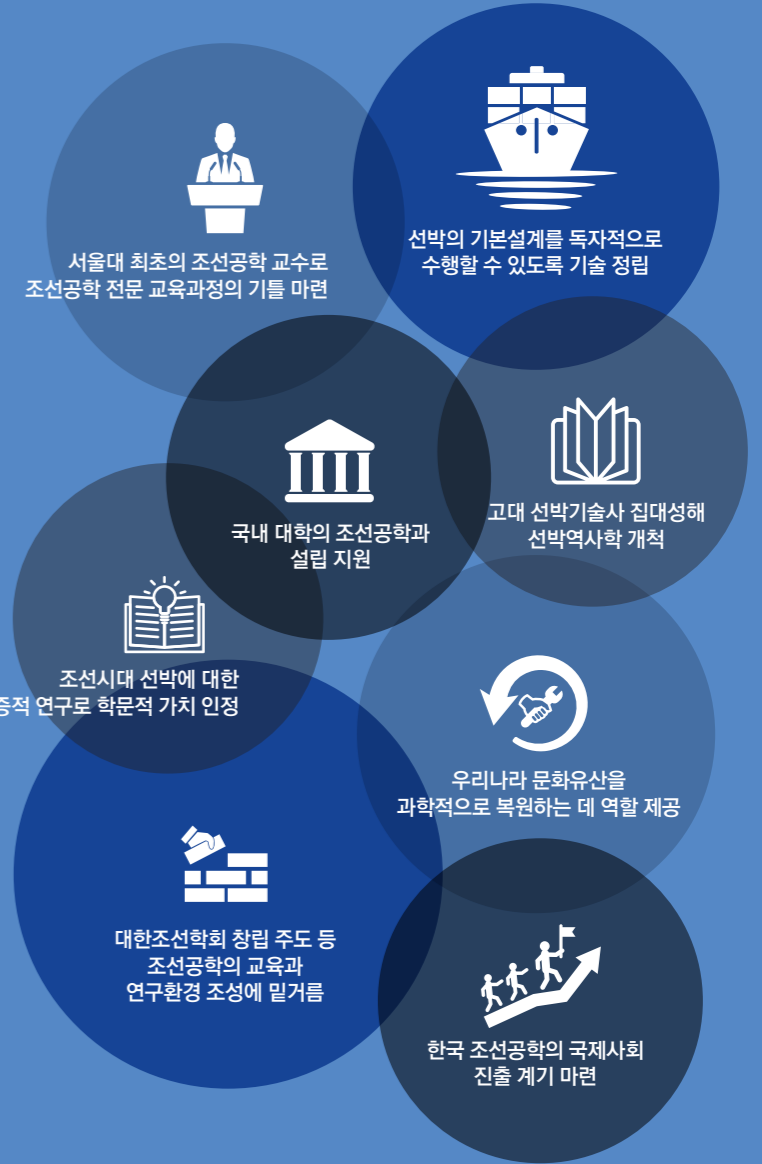 서울대 최초의 조선공학 교수로
조선공학 전문 교육과정의 기틀 마련
선박의 기본설계를 독자적으로
수행할 수 있도록 기술 정립
국내 대학의 조선공학과
설립 지원
고대 선박기술사 집대성해
선박역사학 개척
조선시대 선박에 대한
연구로 학문적 가치 인정
우리나라 문화유산을
과학적으로 복원하는 데 역할 제공
대한조선학회 창립 주도 등
조선공학의 교육과
연구환경 조성에 밑거름
한국 조선공학의 국제사회
진출 계기 마련